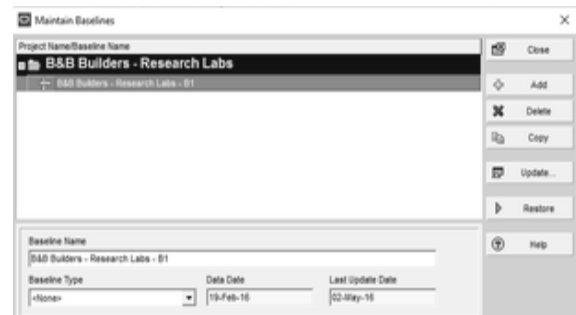 Maintain Baselines
Project Name/Baseline Name
B&B Builders - Research Labs
B&B Builders - Research Labs - B1
Close
Add
Delete
Copy
Update...
Restore
Help
Baseline Name
B&B Builders - Research Labs - B1
Baseline Type
Data Date
Last Update Date
<None>
19-Feb-16
02-May-16